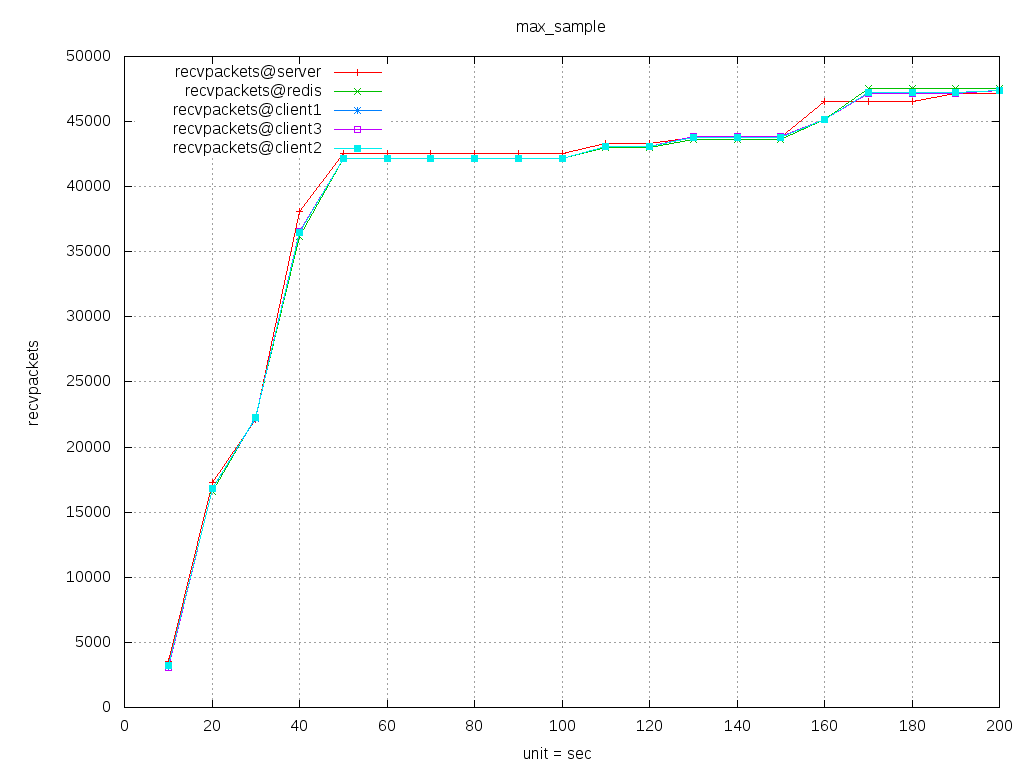 max_sample
50000
45000
40000
35000
30000
25000
20000
15000
10000
5000
0
recvpackets
recvpackets@server
recvpackets@redis
recvpackets@client1
recvpackets@client3
recvpackets@client2
0 20 40 60 80 100 120 140 160 180 200
unit = sec